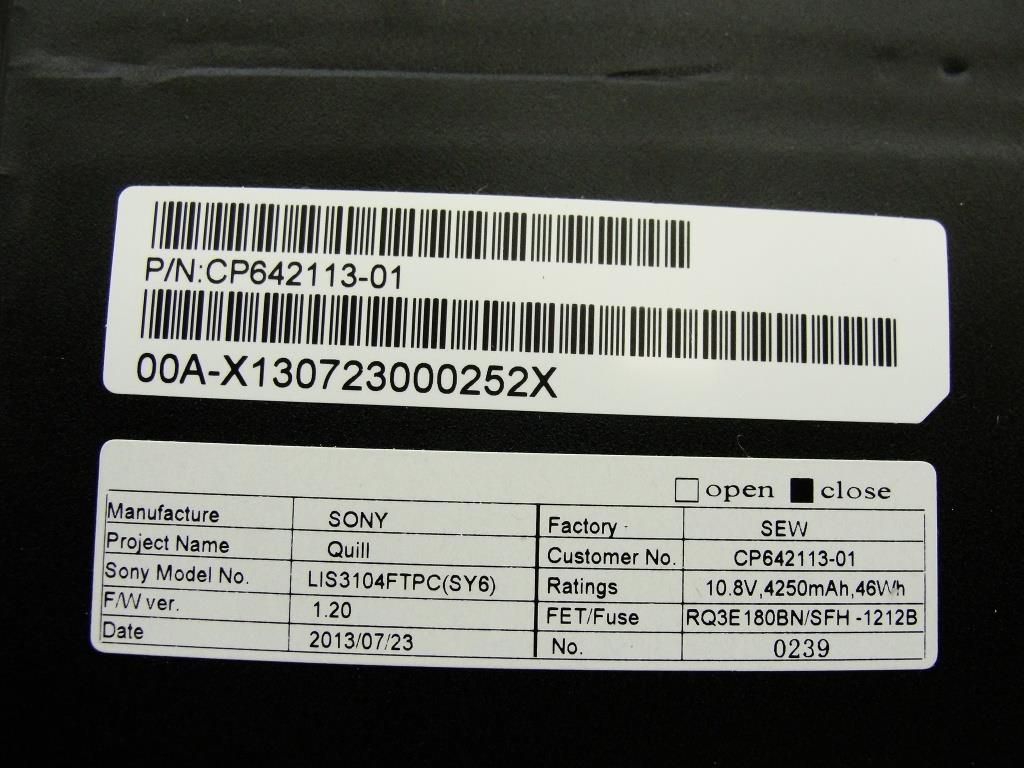 P/N:CP642113-01
00A-X130723000252X
open close
Manufacture SONY Factory SEW
Project Name Quill Customer No. CP642113-01
Sony Model No. LIS3104FTPC(SY6) Ratings 10.8V,4250mAh,46Wh
F/W ver. 1.20 FET/Fuse RQ3E180BN/SFH -1212B
Date 2013/07/23 No. 0239